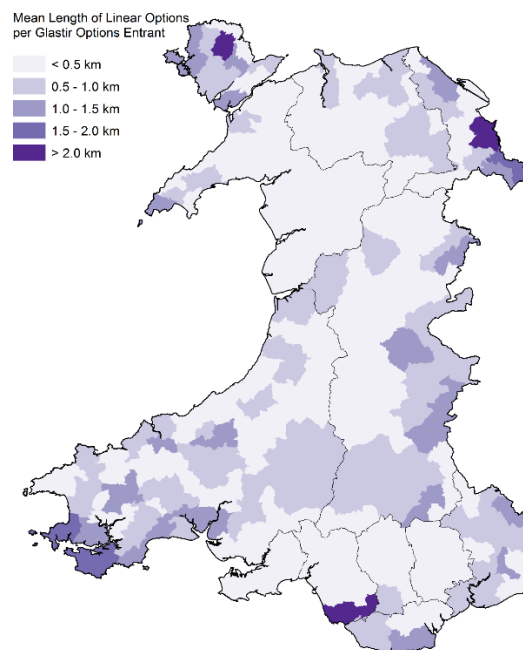 Mean Length of Linear Options
per Glastir Options Entrant
< 0.5 km
0.5 - 1.0 km
1.0 - 1.5 km
1.5 - 2.0 km
> 2.0 km